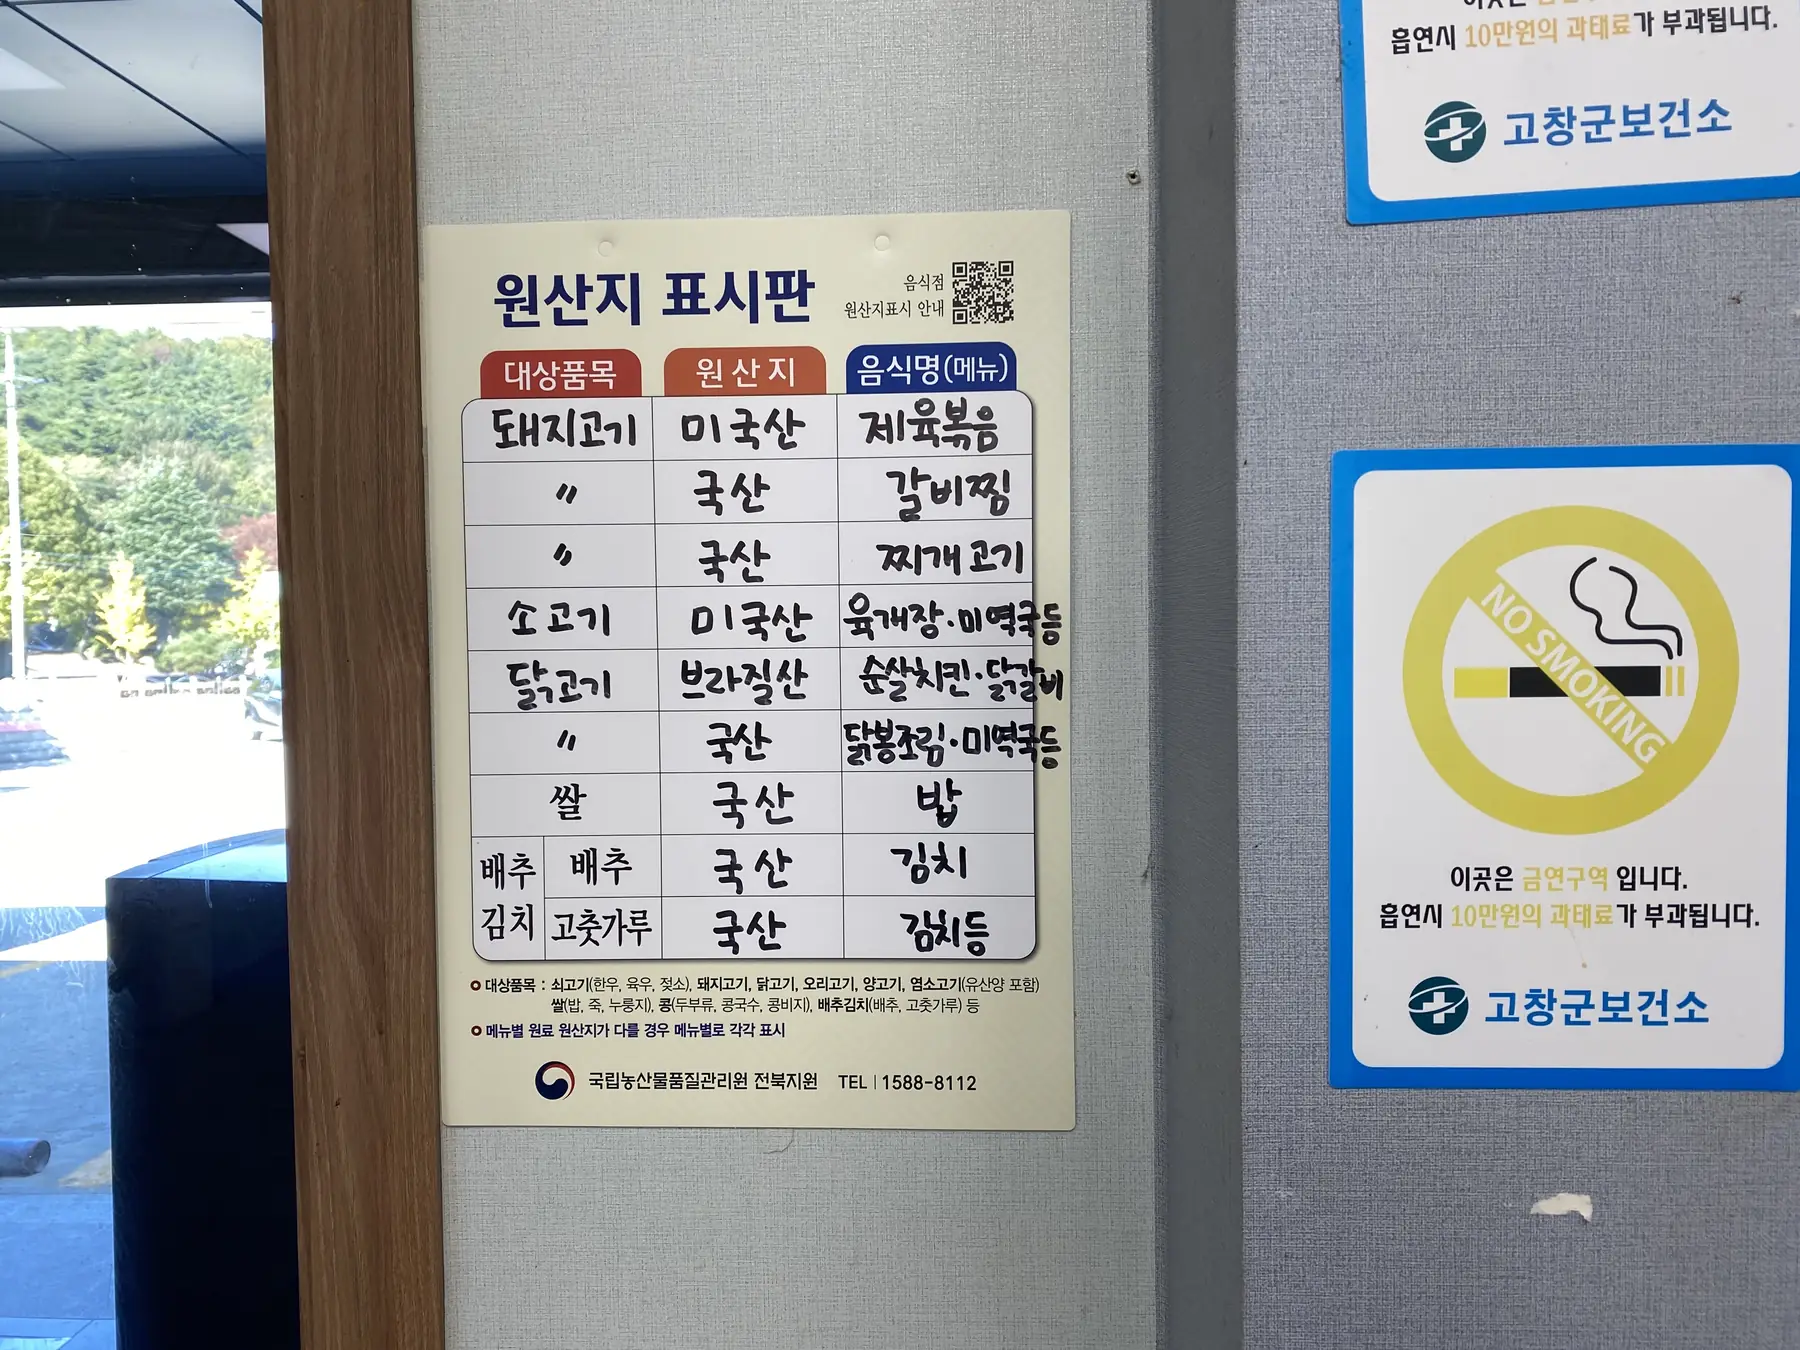 원산지 표시판
음식점
원산지표시 안내
대상품목 원산지 음식명(메뉴)
돼지고기 미국산 제육볶음
〃 국산 갈비찜
〃 국산 찌개고기
소고기 미국산 육개장·미역국등
닭고기 브라질산 순살치킨·닭갈비
〃 국산 닭봉조림·미역국등
쌀 국산 밥
배추김치 배추 국산 김치
고춧가루 국산 김치등
대상품목 : 쇠고기(한우, 육우, 젖소), 돼지고기, 닭고기, 오리고기, 양고기, 염소고기(유산양 포함)
쌀(밥, 죽, 누룽지), 콩(두부류, 콩국수, 콩비지), 배추김치(배추, 고춧가루) 등
메뉴별 원료 원산지가 다를 경우 메뉴별로 각각 표시
국립농산물품질관리원 전북지원 TEL | 1588-8112
이곳은
흡연시 10만원의 과태료가 부과됩니다.
고창군보건소
NO SMOKING
이곳은 금연구역 입니다.
흡연시 10만원의 과태료가 부과됩니다.
고창군보건소